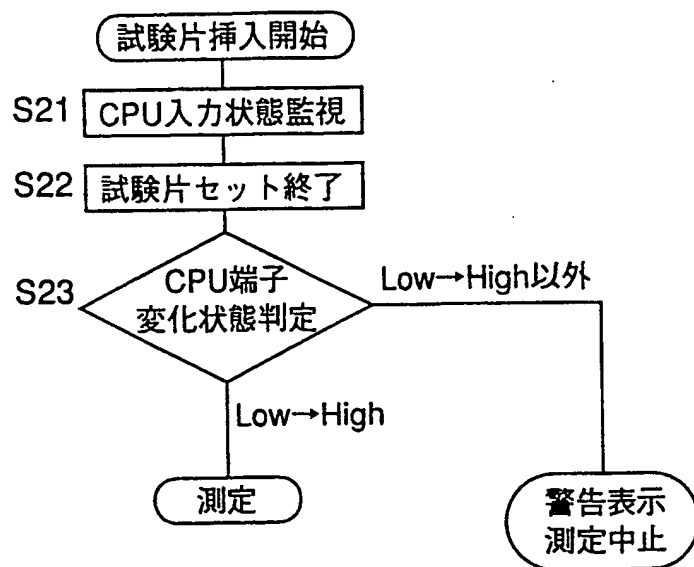 試験片挿入開始
S21
CPU入力状態監視
S22
試験片セット終了
S23
CPU端子
変化状態判定
Low→High以外
Low→High
測定
警告表示
測定中止